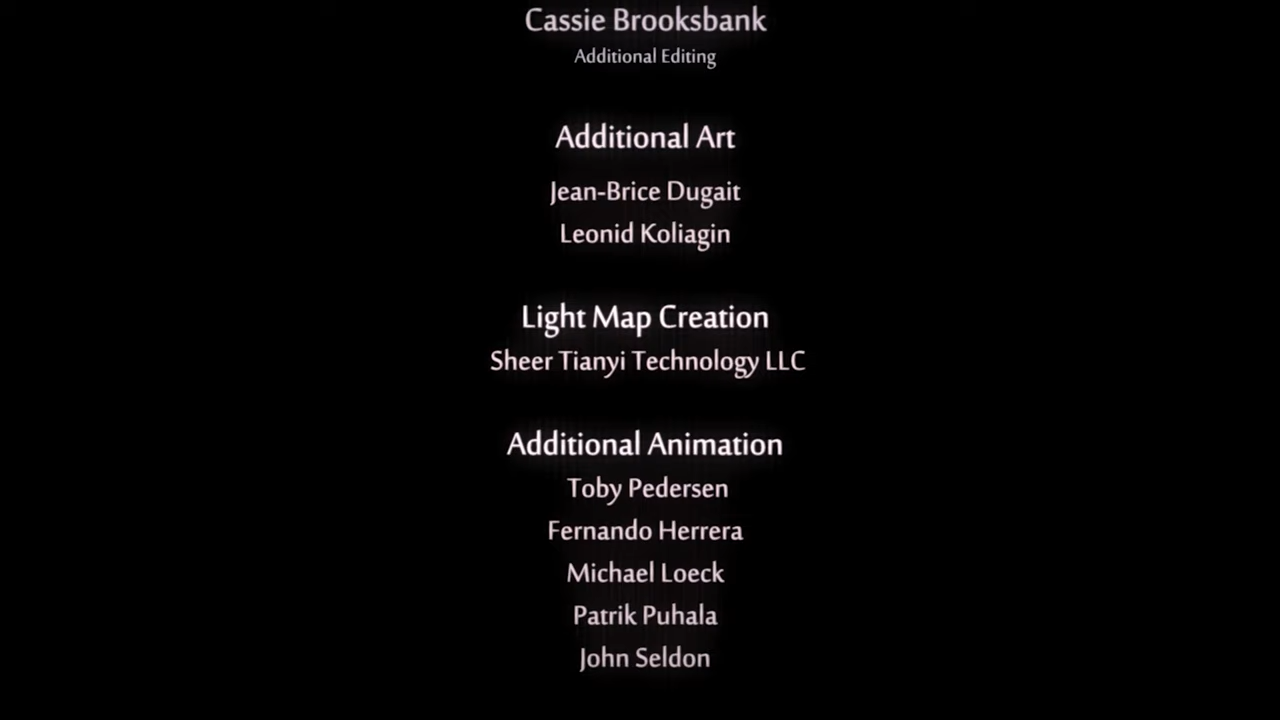 Cassie Brooksbank
Additional Editing
Additional Art
Jean-Brice Dugait
Leonid Koliagin
Light Map Creation
Sheer Tianyi Technology LLC
Additional Animation
Toby Pedersen
Fernando Herrera
Michael Loeck
Patrik Puhala
John Seldon